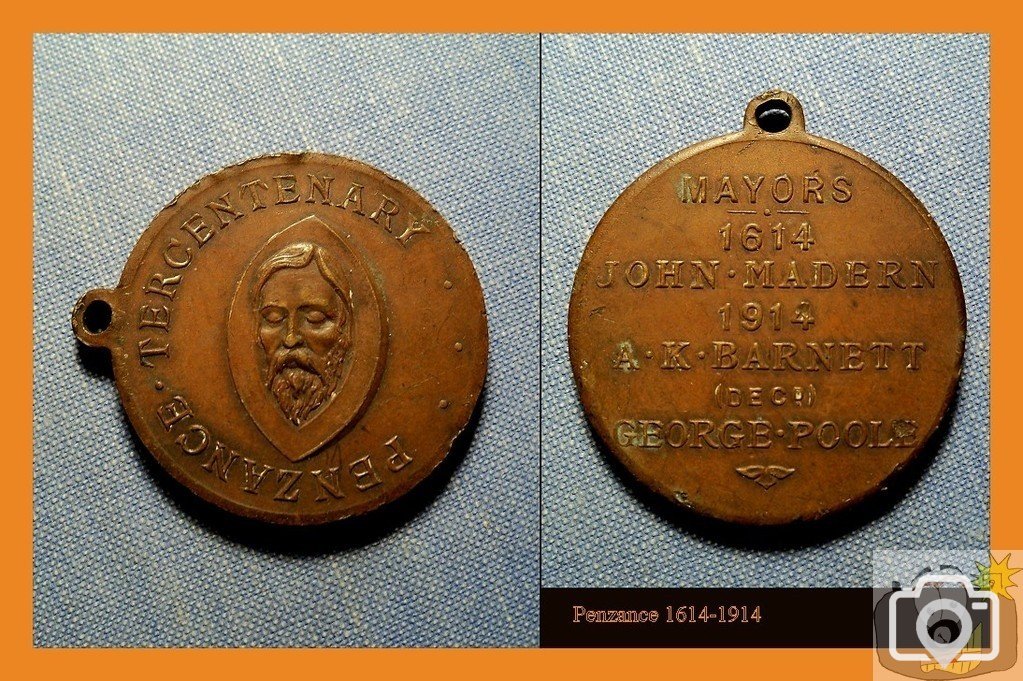 PENZANCE · TERCENTENARY
MAYORS
1614
JOHN · MADERN
1914
A · K · BARNETT
(DECD)
GEORGE · POOLE
Penzance 1614-1914